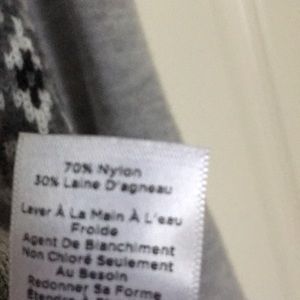 70% Nylon
30% Laine D'agneau
Laver À La Main À L'eau
Froide
Agent De Blanchiment
Non Chloré Seulement
Au Besoin
Redonner Sa Forme
Étendre À